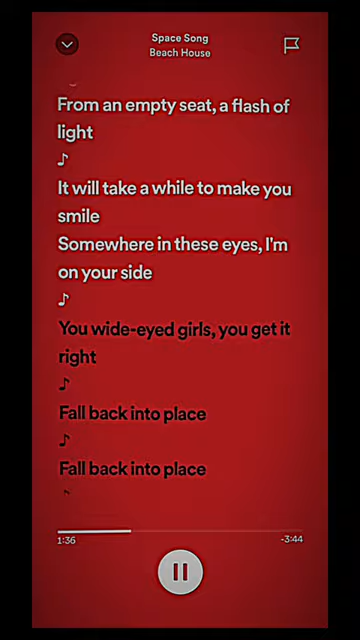 Space Song
Beach House
From an empty seat, a flash of
light
♪
It will take a while to make you
smile
Somewhere in these eyes, I'm
on your side
♪
You wide-eyed girls, you get it
right
♪
Fall back into place
♪
Fall back into place
♪
1:36
-3:44